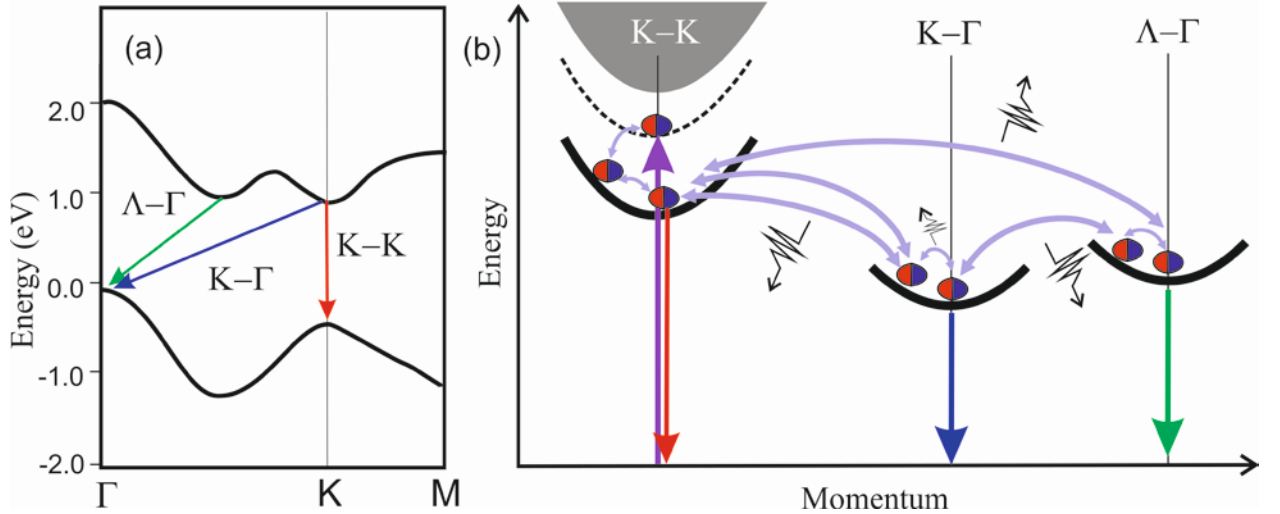 (a)
Energy (eV)
2.0
1.0
0.0
-1.0
-2.0
Λ–Γ
K–Γ
K–K
Γ
K
M
(b)
Energy
K–K
K–Γ
Λ–Γ
Momentum